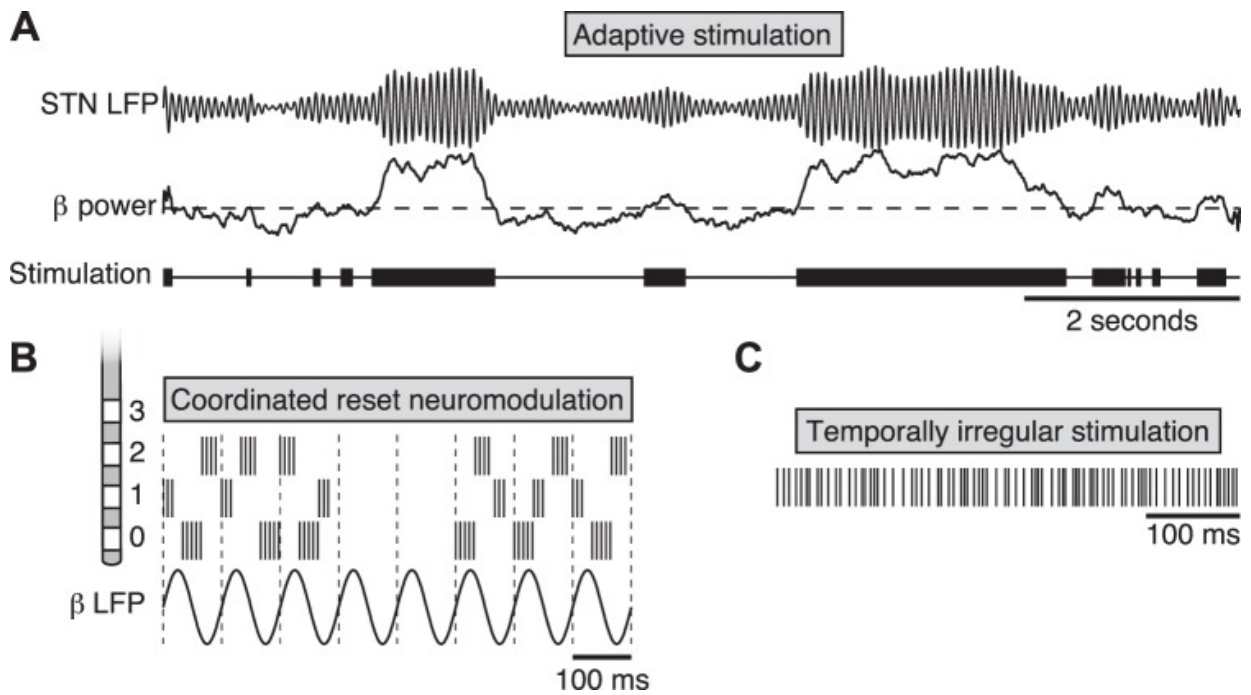 A
Adaptive stimulation
STN LFP
β power
Stimulation
2 seconds
B
Coordinated reset neuromodulation
3
2
1
0
β LFP
100 ms
C
Temporally irregular stimulation
100 ms